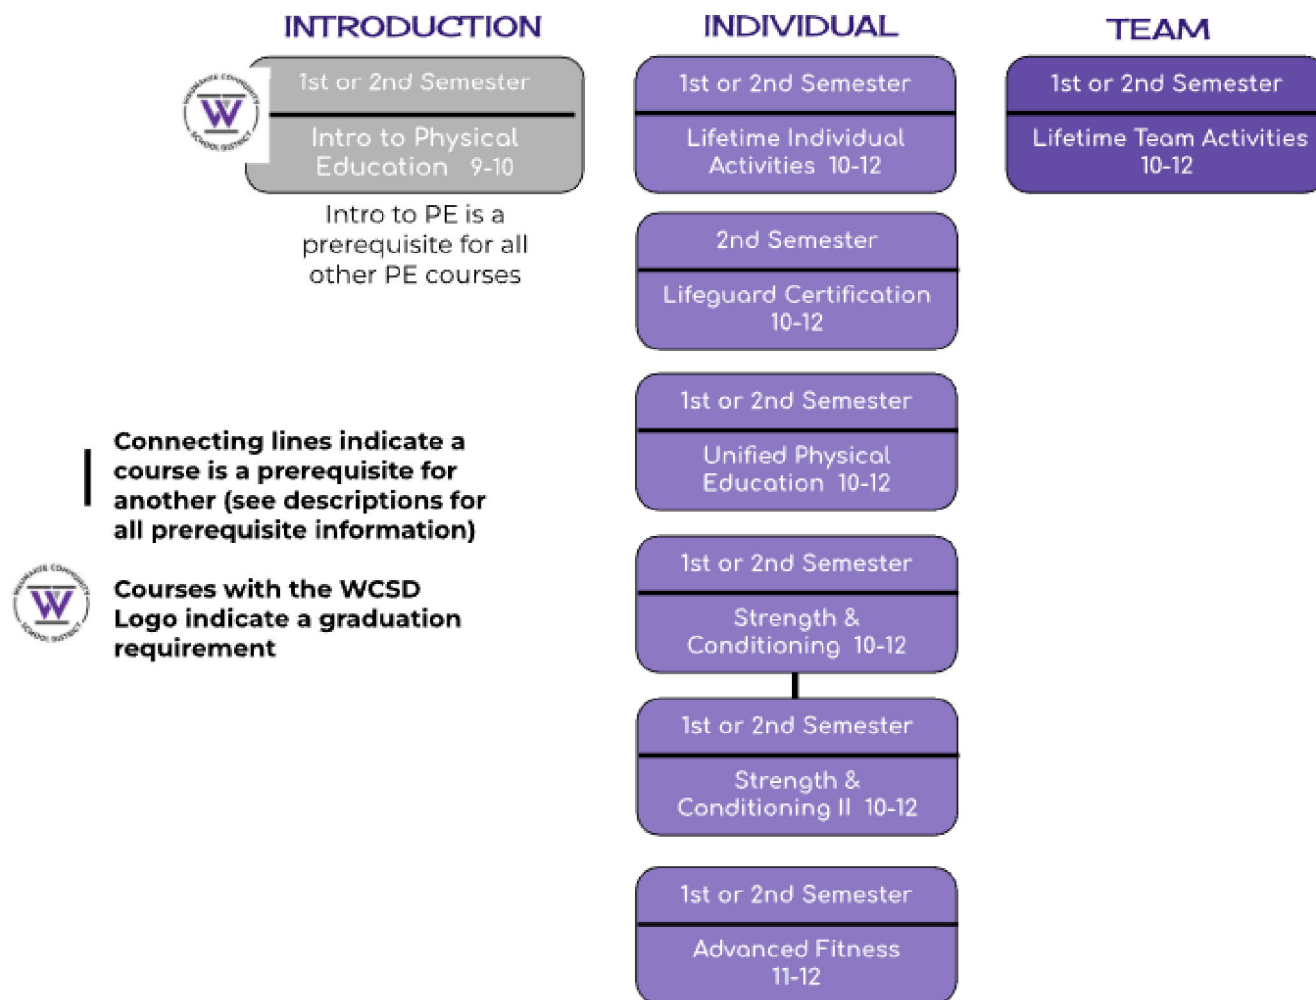 INTRODUCTION
1st or 2nd Semester
Intro to Physical
Education 9-10
Intro to PE is a
prerequisite for all
other PE courses
Connecting lines indicate a
course is a prerequisite for
another (see descriptions for
all prerequisite information)
W
Courses with the WCSD
Logo indicate a graduation
requirement
INDIVIDUAL
1st or 2nd Semester
Lifetime Individual
Activities 10-12
2nd Semester
Lifeguard Certification
10-12
1st or 2nd Semester
Unified Physical
Education 10-12
1st or 2nd Semester
Strength &
Conditioning 10-12
1st or 2nd Semester
Strength &
Conditioning II 10-12
1st or 2nd Semester
Advanced Fitness
11-12
TEAM
1st or 2nd Semester
Lifetime Team Activities
10-12